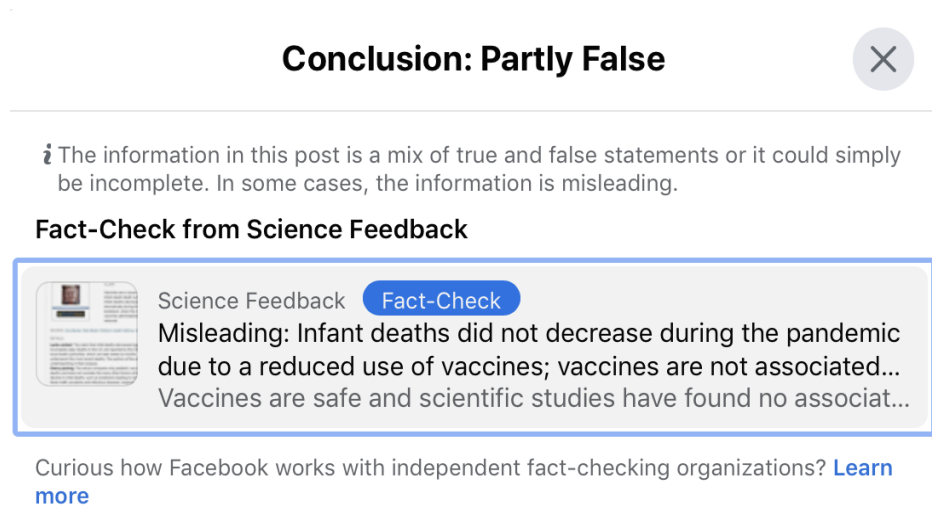 Conclusion: Partly False
i The information in this post is a mix of true and false statements or it could simply
be incomplete. In some cases, the information is misleading.
Fact-Check from Science Feedback
Science Feedback Fact-Check
Misleading: Infant deaths did not decrease during the pandemic
due to a reduced use of vaccines; vaccines are not associated...
Vaccines are safe and scientific studies have found no associat...
Curious how Facebook works with independent fact-checking organizations? Learn
more